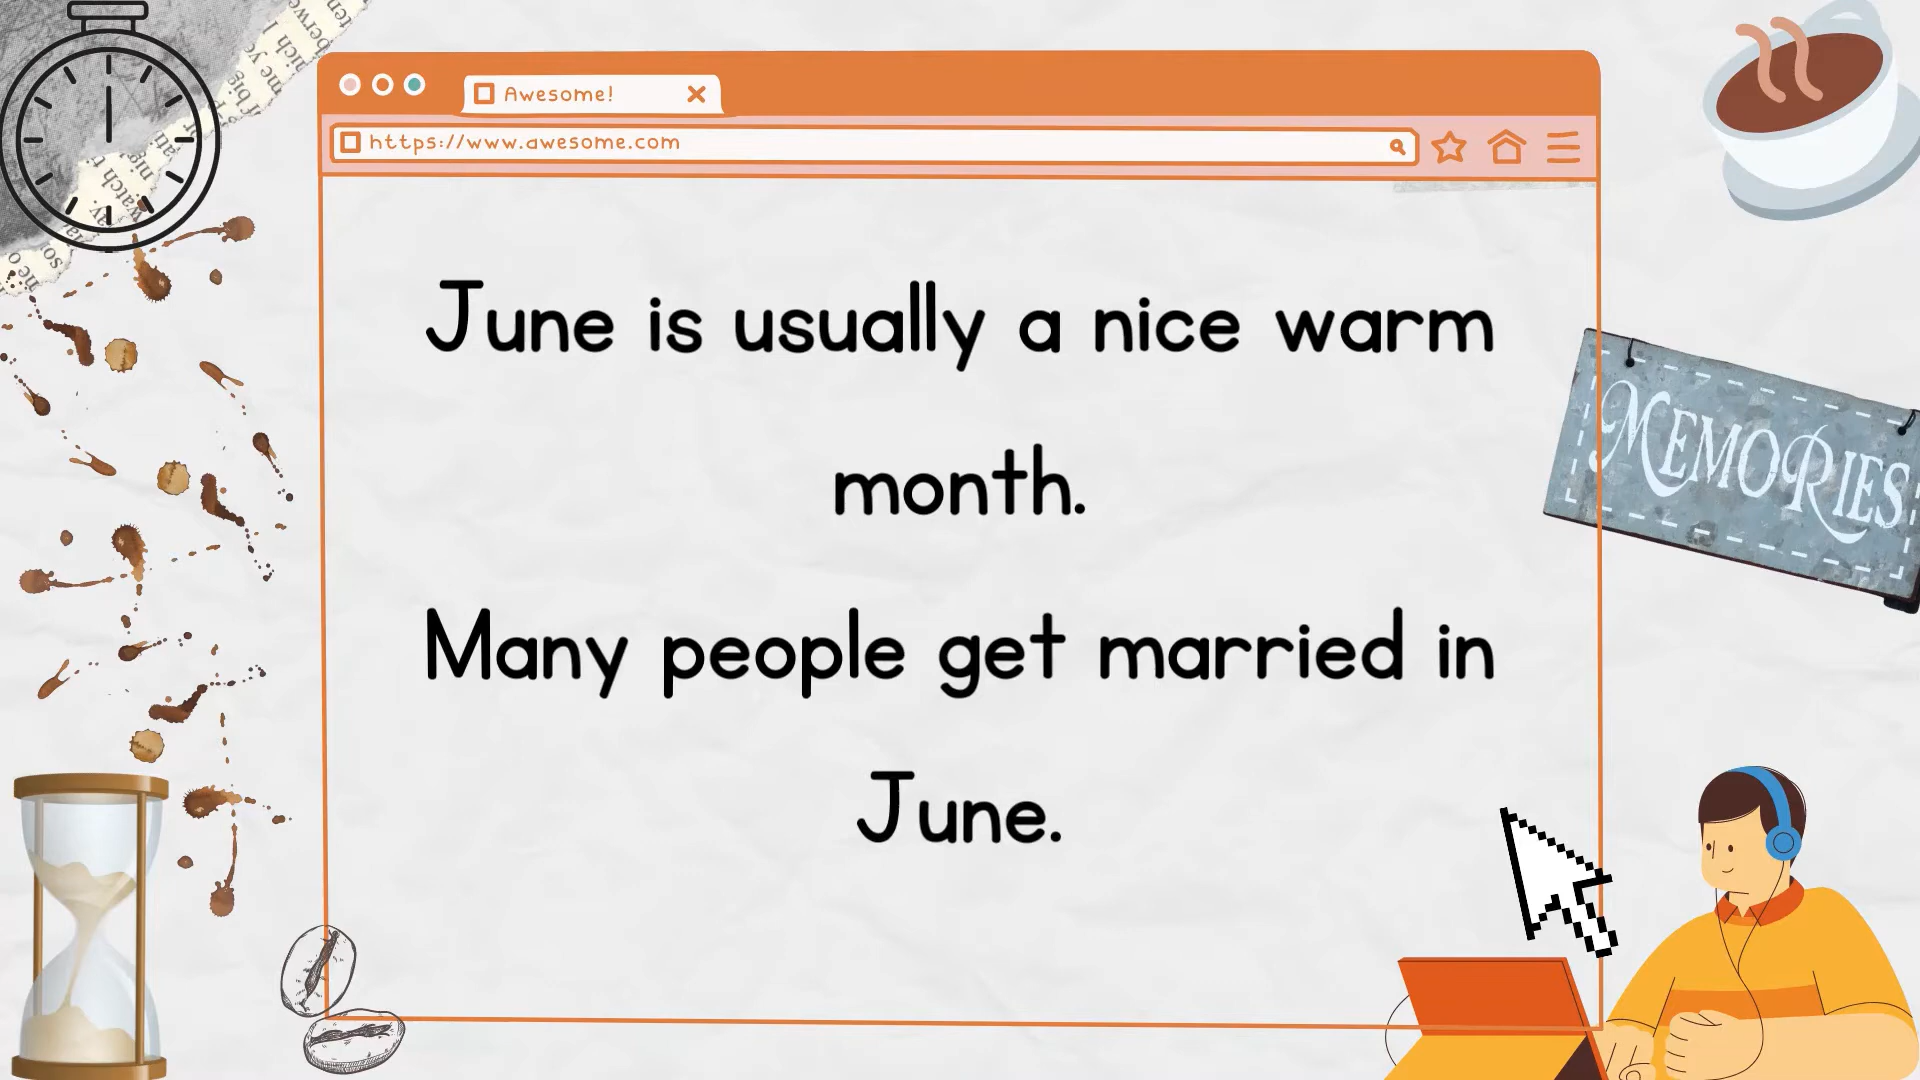 Awesome!
https://www.awesome.com
June is usually a nice warm
month.
Many people get married in
June.
MEMORIES